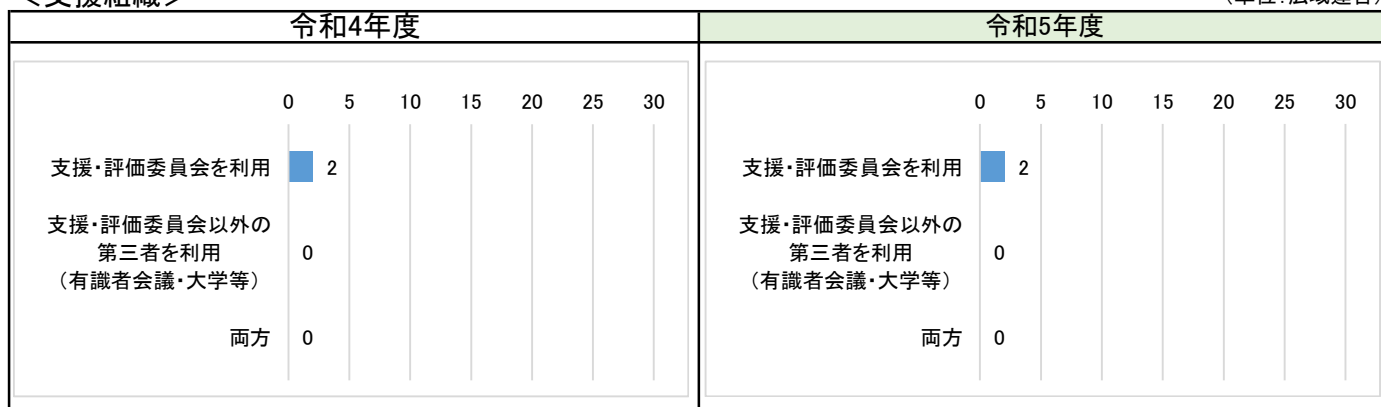 <支援組織>
(単位:広域連合)
令和4年度
0 5 10 15 20 25 30
支援・評価委員会を利用 2
支援・評価委員会以外の
第三者を利用 0
(有識者会議・大学等)
両方 0
令和5年度
0 5 10 15 20 25 30
支援・評価委員会を利用 2
支援・評価委員会以外の
第三者を利用 0
(有識者会議・大学等)
両方 0